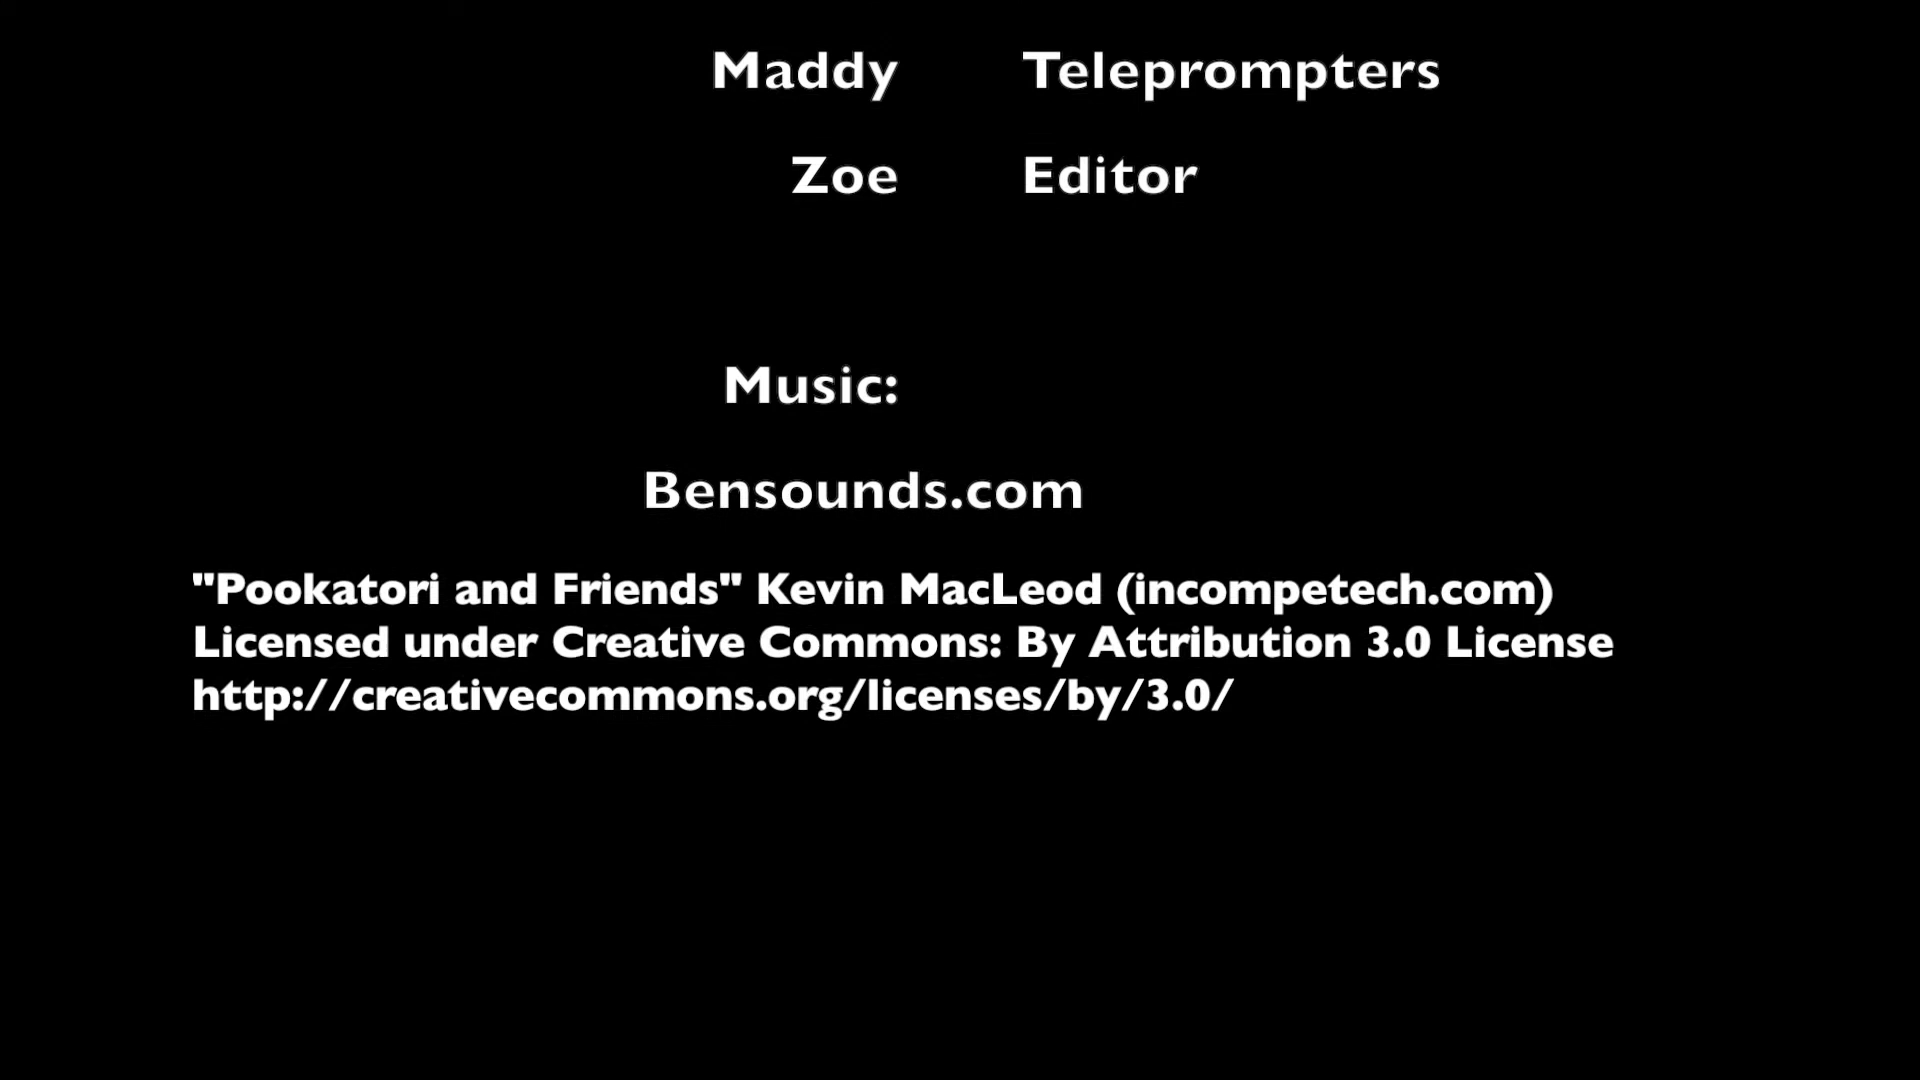 Maddy Teleprompters
Zoe Editor
Music:
Bensounds.com
"Pookatori and Friends" Kevin MacLeod (incompetech.com)
Licensed under Creative Commons: By Attribution 3.0 License
http://creativecommons.org/licenses/by/3.0/